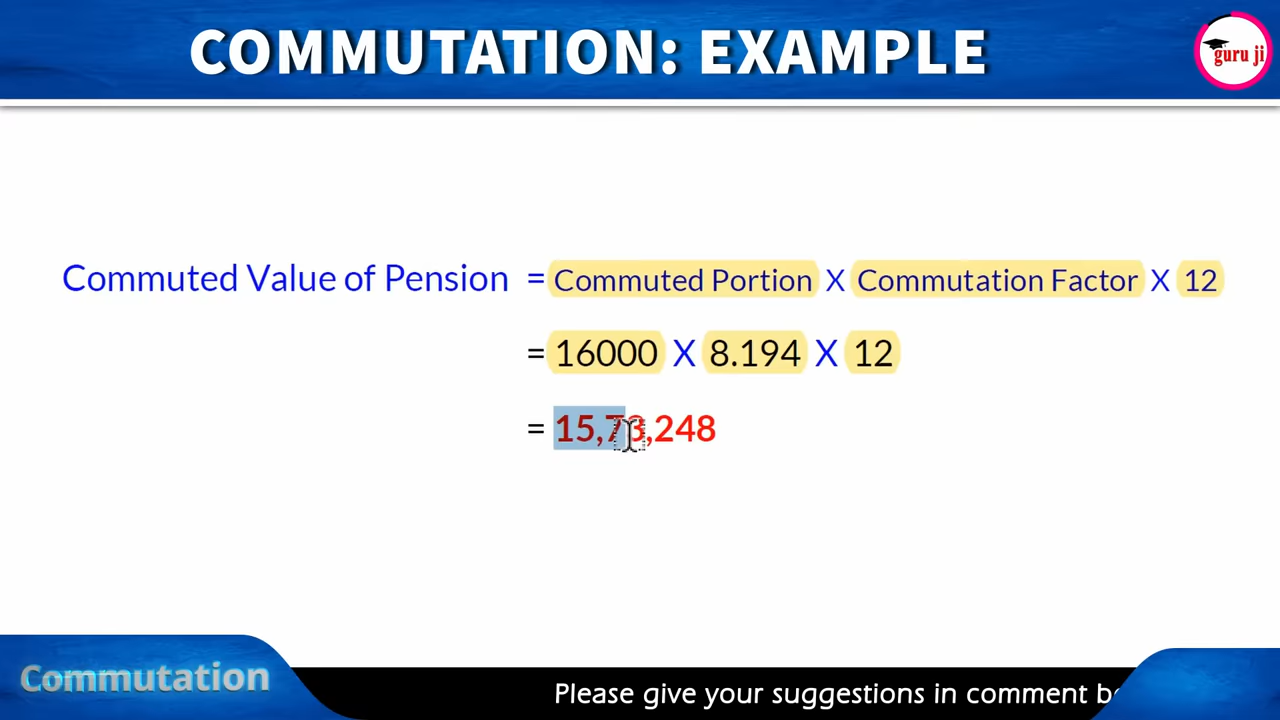 COMMUTATION: EXAMPLE
guru ji
Commuted Value of Pension = Commuted Portion X Commutation Factor X 12
= 16000 X 8.194 X 12
= 15,73,248
Commutation
Please give your suggestions in comment